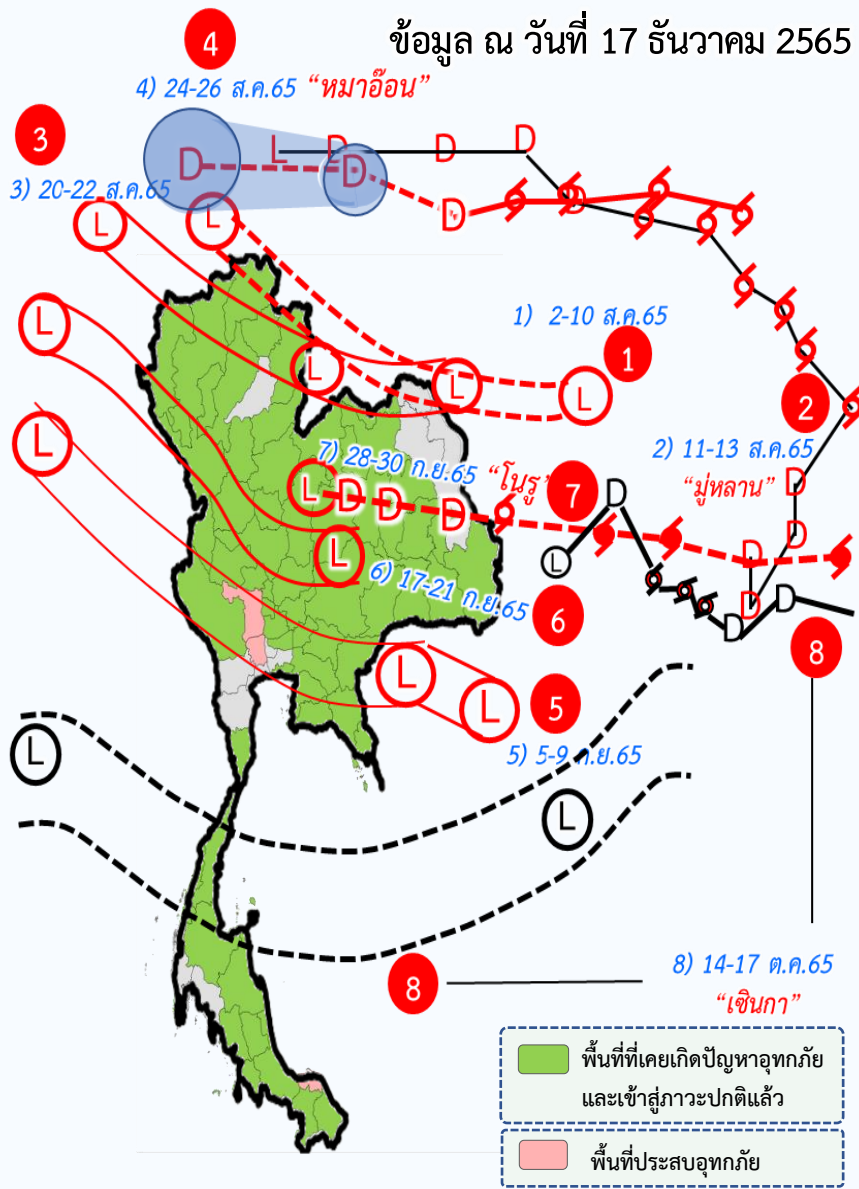 ข้อมูล ณ วันที่ 17 ธันวาคม 2565
4
4) 24-26 ส.ค.65 “หมาอ๊อน”
3
3) 20-22 ส.ค.65
D L D D D D
D
D
L
L
L
1) 2-10 ส.ค.65
1
L
L
L
2
2) 11-13 ส.ค.65
“มู่หลาน”
D
D
D
D
L
7) 28-30 ก.ย.65 “โนรู”
7
L D D D
D
L
L
6) 17-21 ก.ย.65
6
D
D
8
L
L
5
5) 5-9 ก.ย.65
L
L
8
8) 14-17 ต.ค.65
“เซินกา”
พื้นที่ที่เคยเกิดปัญหาอุทกภัย
และเข้าสู่ภาวะปกติแล้ว
พื้นที่ประสบอุทกภัย